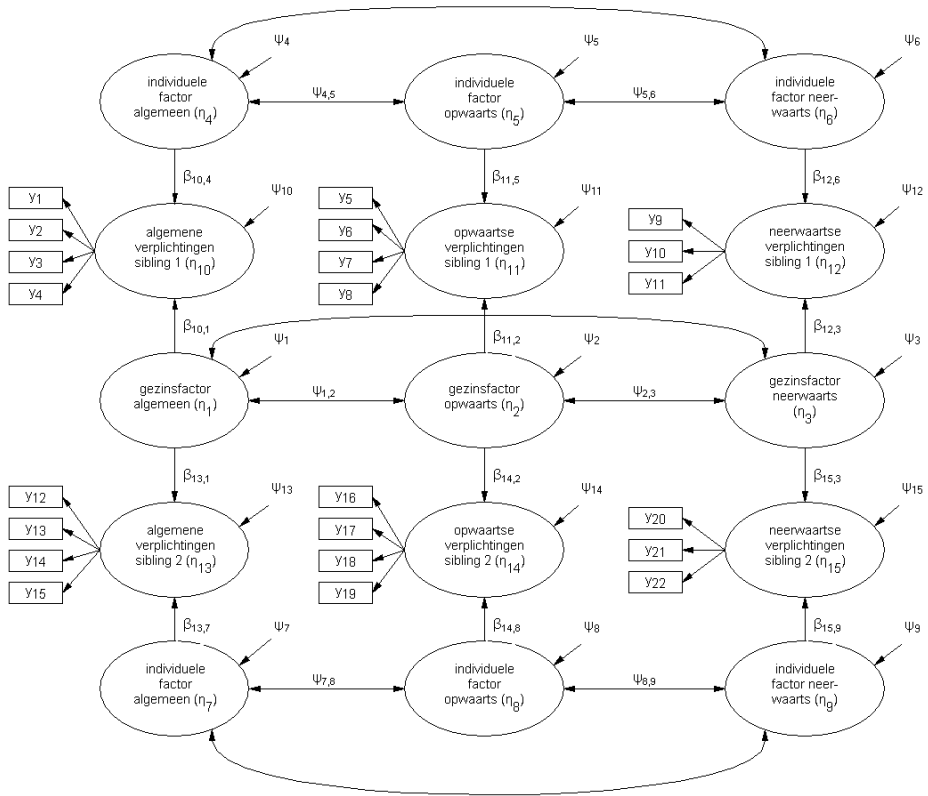 ψ4
ψ5
ψ6
individuele
factor
algemeen (η4)
ψ4,5
individuele
factor
opwaarts (η5)
ψ5,6
individuele
factor neer-
waarts (η6)
β10,4
β11,5
β12,6
y1
y2
y3
y4
ψ10
algemene
verplichtingen
sibling 1 (η10)
y5
y6
y7
y8
ψ11
opwaartse
verplichtingen
sibling 1 (η11)
y9
y10
y11
ψ12
neerwaartse
verplichtingen
sibling 1 (η12)
β10,1
β11,2
β12,3
ψ1
ψ2
ψ3
gezinsfactor
algemeen (η1)
ψ1,2
gezinsfactor
opwaarts (η2)
ψ2,3
gezinsfactor
neerwaarts
(η3)
β13,1
β14,2
β15,3
y12
y13
y14
y15
ψ13
algemene
verplichtingen
sibling 2 (η13)
y16
y17
y18
y19
ψ14
opwaartse
verplichtingen
sibling 2 (η14)
y20
y21
y22
ψ15
neerwaartse
verplichtingen
sibling 2 (η15)
β13,7
β14,8
β15,9
ψ7
ψ8
ψ9
individuele
factor
algemeen (η7)
ψ7,8
individuele
factor
opwaarts (η8)
ψ8,9
individuele
factor neer-
waarts (η9)